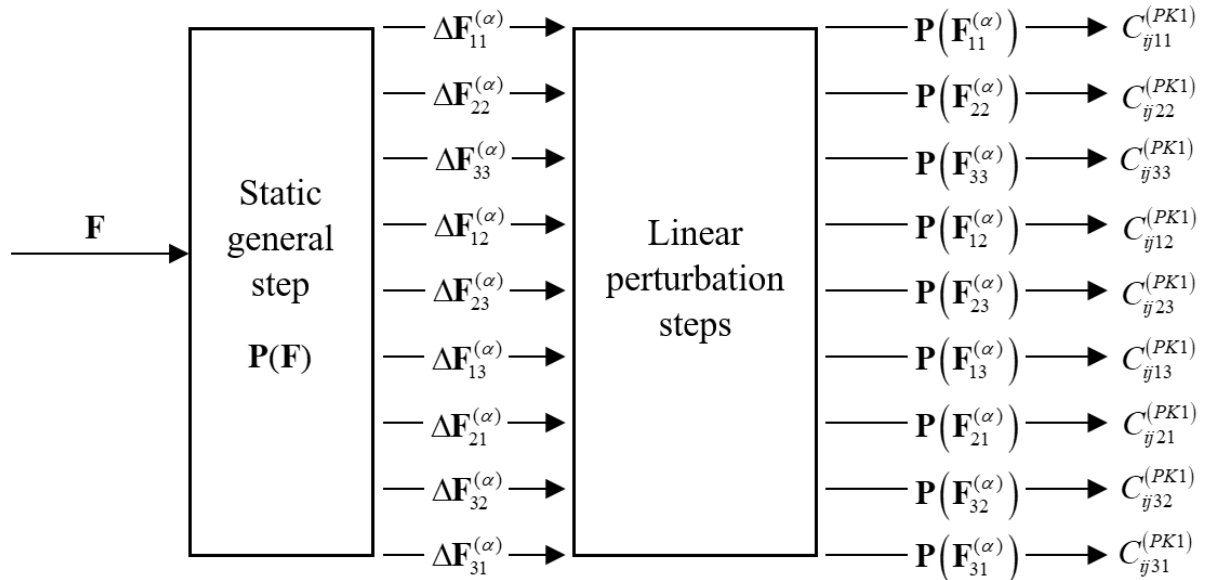 F
Static
general
step
P(F)
ΔF₁₁^(α)
ΔF₂₂^(α)
ΔF₃₃^(α)
ΔF₁₂^(α)
ΔF₂₃^(α)
ΔF₁₃^(α)
ΔF₂₁^(α)
ΔF₃₂^(α)
ΔF₃₁^(α)
Linear
perturbation
steps
P(F₁₁^(α)) C_ij11^(PK1)
P(F₂₂^(α)) C_ij22^(PK1)
P(F₃₃^(α)) C_ij33^(PK1)
P(F₁₂^(α)) C_ij12^(PK1)
P(F₂₃^(α)) C_ij23^(PK1)
P(F₁₃^(α)) C_ij13^(PK1)
P(F₂₁^(α)) C_ij21^(PK1)
P(F₃₂^(α)) C_ij32^(PK1)
P(F₃₁^(α)) C_ij31^(PK1)